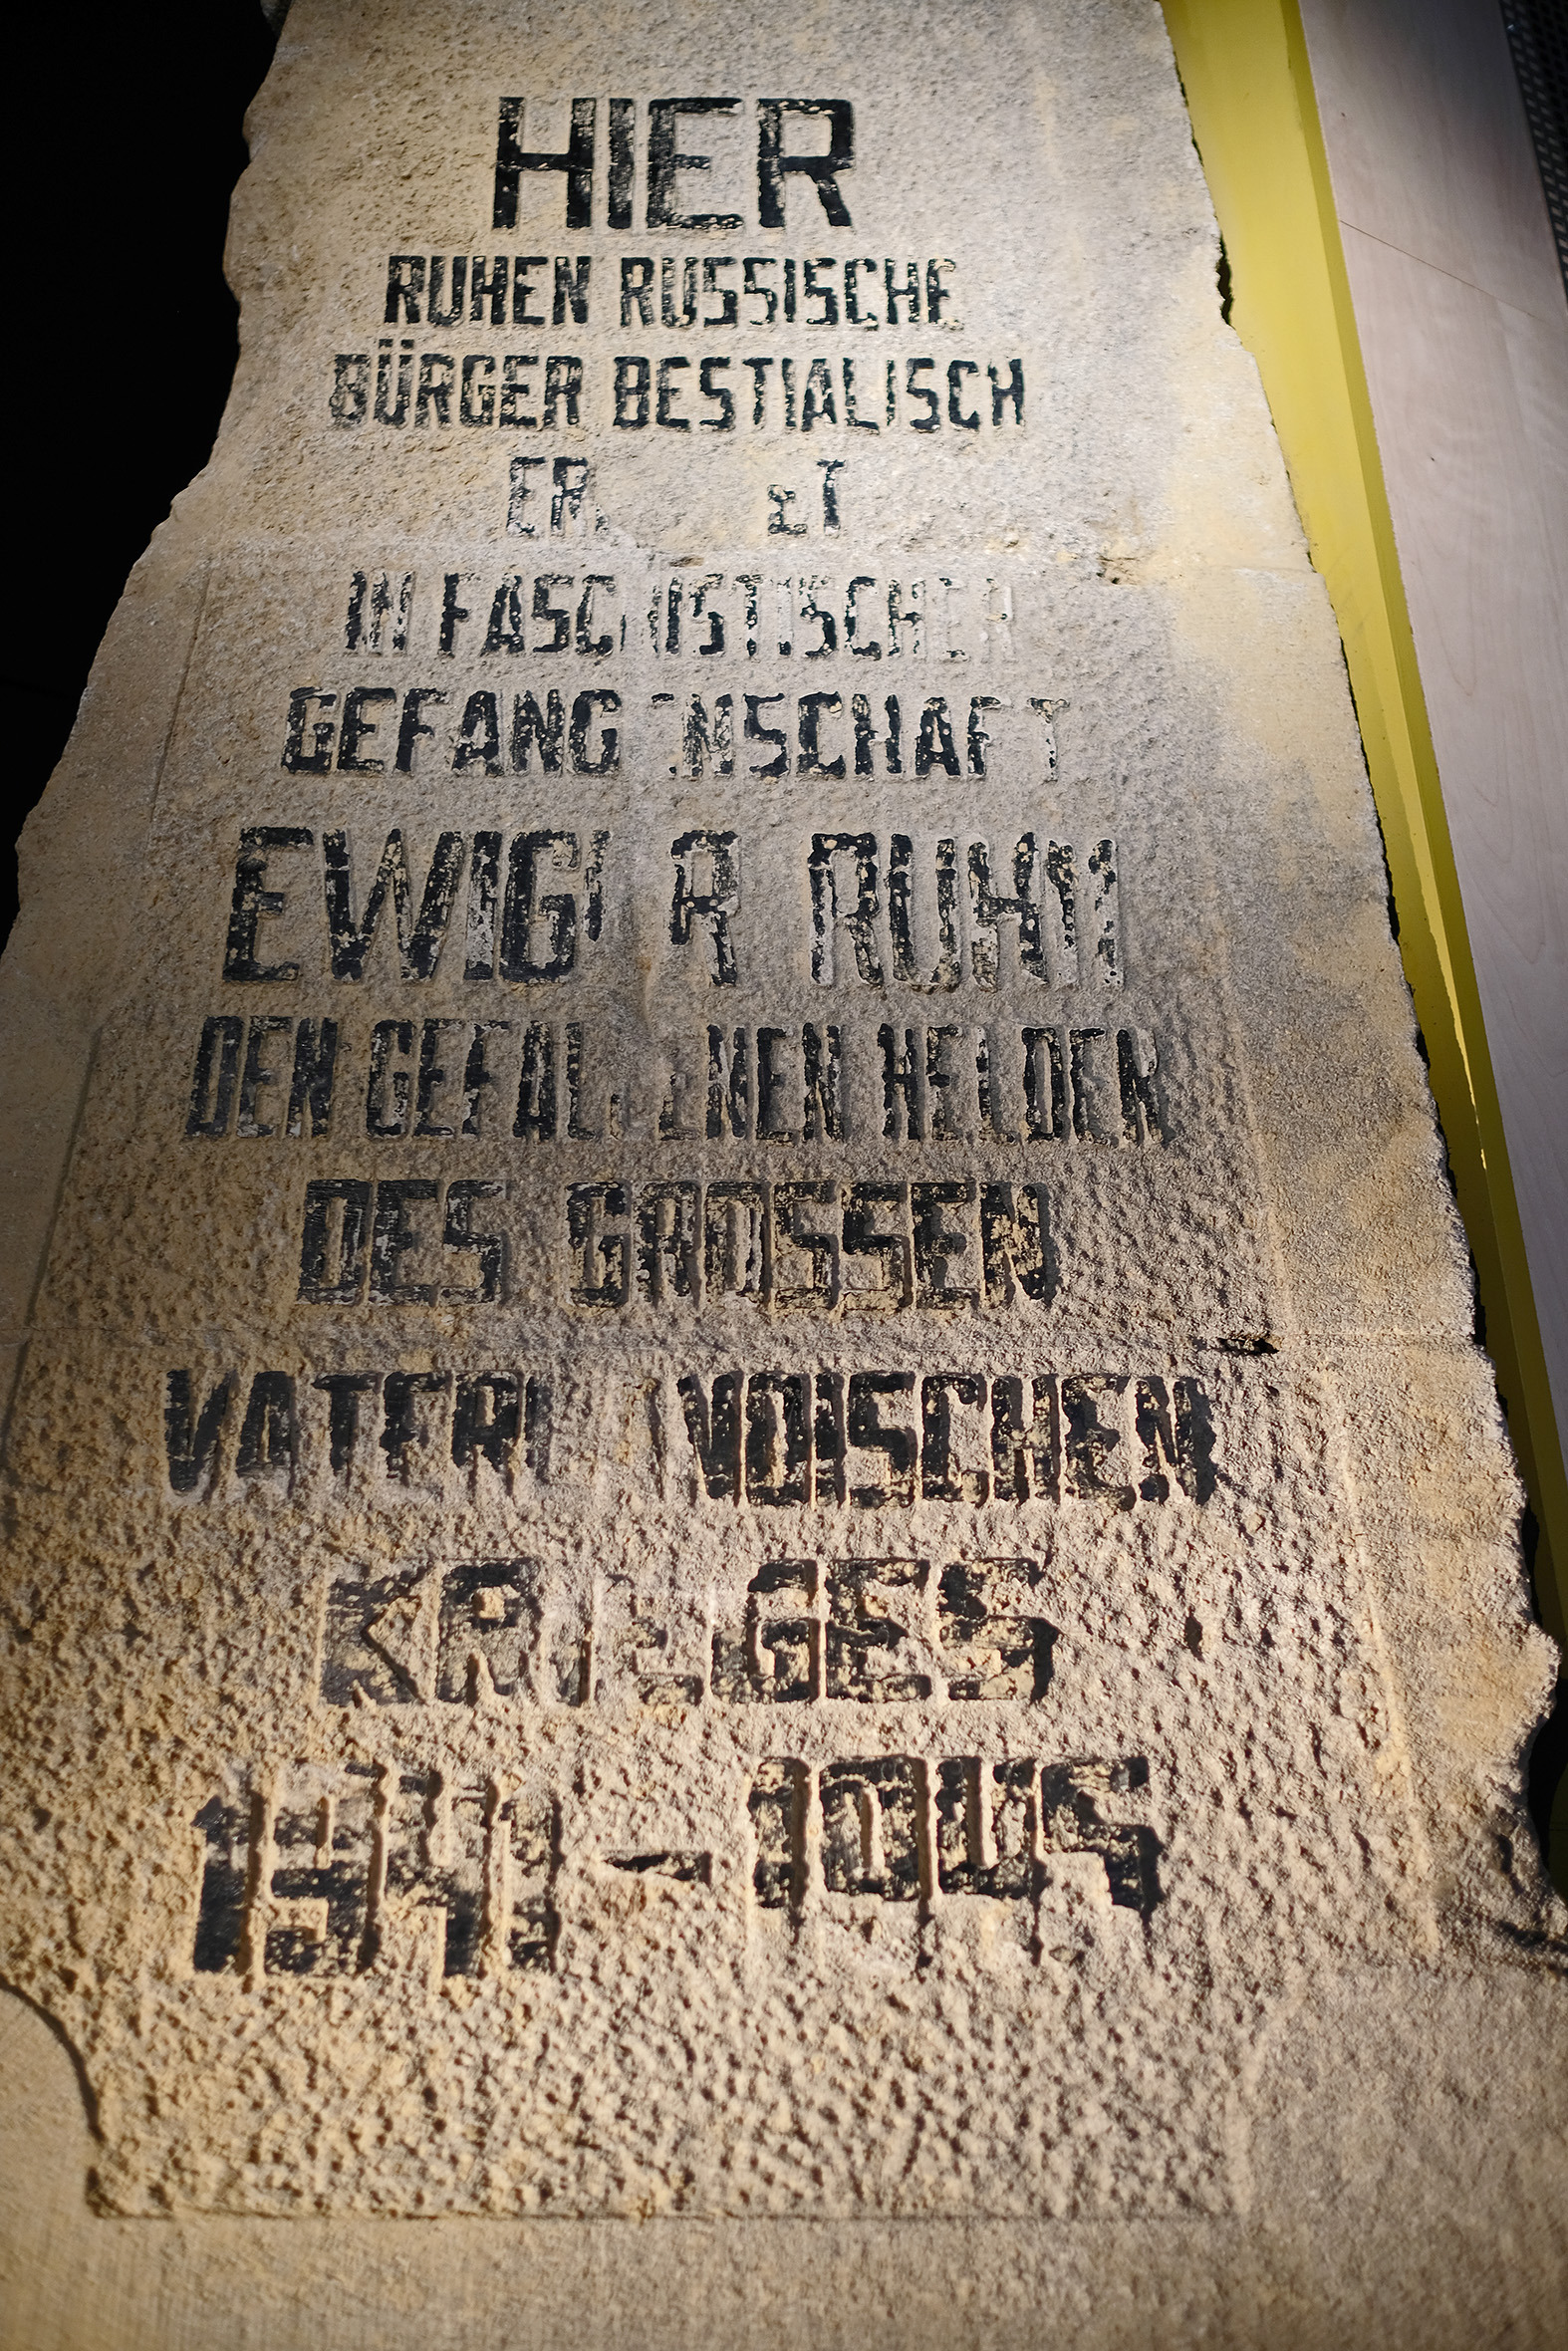 HIER
RUHEN RUSSISCHE
BÜRGER BESTIALISCH
IN FASCHISTISCHER
GEFANGENSCHAFT
EWIGER RUHM
DEN GEFALLENEN HELDEN
DES GROSSEN
VATERLÄNDISCHEN
KRIEGES
1941-1945